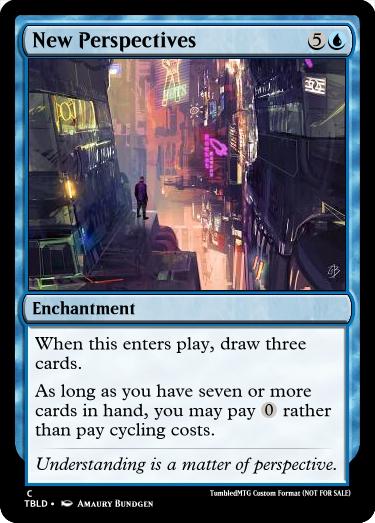 New Perspectives 5
Enchantment
When this enters play, draw three
cards.
As long as you have seven or more
cards in hand, you may pay 0 rather
than pay cycling costs.
Understanding is a matter of perspective.
C
TBLD • Amaury Bundgen
TumbledMTG Custom Format (NOT FOR SALE)